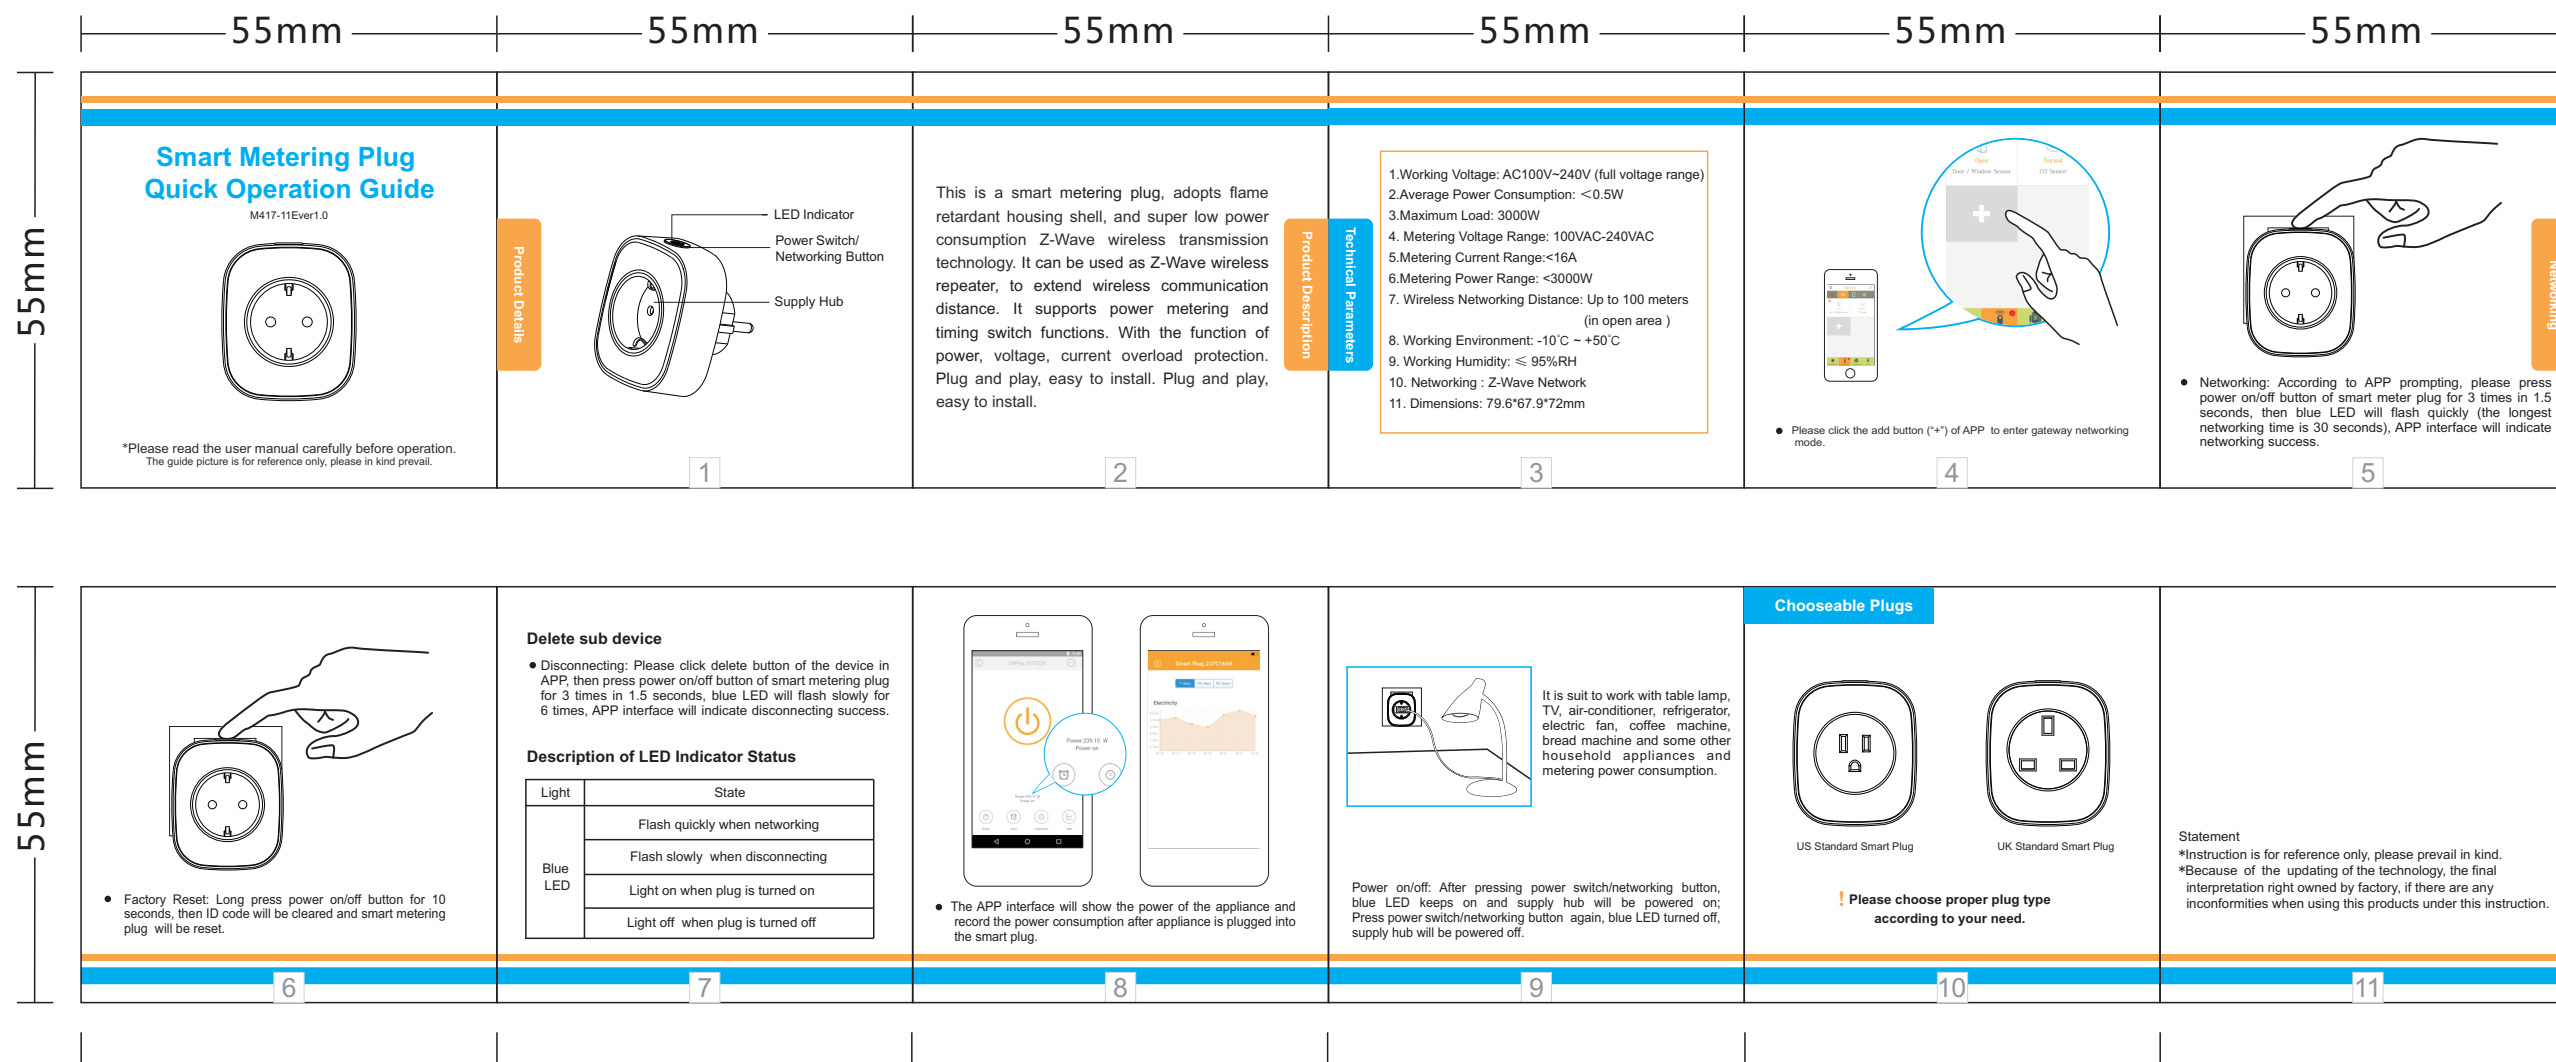 55mm
55mm
55mm
55mm
55mm
55mm
55mm
Smart Metering Plug
Quick Operation Guide
M417-11Ever1.0
*Please read the user manual carefully before operation.
The guide picture is for reference only, please in kind prevail.
Product Details
LED Indicator
Power Switch/
Networking Button
Supply Hub
1
This is a smart metering plug, adopts flame
retardant housing shell, and super low power
consumption Z-Wave wireless transmission
technology. It can be used as Z-Wave wireless
repeater, to extend wireless communication
distance. It supports power metering and
timing switch functions. With the function of
power, voltage, current overload protection.
Plug and play, easy to install. Plug and play,
easy to install.
Product Description
2
Technical Parameters
1.Working Voltage: AC100V~240V (full voltage range)
2.Average Power Consumption: <0.5W
3.Maximum Load: 3000W
4. Metering Voltage Range: 100VAC-240VAC
5.Metering Current Range:<16A
6.Metering Power Range: <3000W
7. Wireless Networking Distance: Up to 100 meters
(in open area )
8. Working Environment: -10℃ ~ +50℃
9. Working Humidity: ≤ 95%RH
10. Networking : Z-Wave Network
11. Dimensions: 79.6*67.9*72mm
3
Open
Normal
Door / Window Sensor
CO Sensor
● Please click the add button ("+") of APP to enter gateway networking
mode.
4
Networking
● Networking: According to APP prompting, please press
power on/off button of smart meter plug for 3 times in 1.5
seconds, then blue LED will flash quickly (the longest
networking time is 30 seconds), APP interface will indicate
networking success.
5
55mm
● Factory Reset: Long press power on/off button for 10
seconds, then ID code will be cleared and smart metering
plug will be reset.
6
Delete sub device
● Disconnecting: Please click delete button of the device in
APP, then press power on/off button of smart metering plug
for 3 times in 1.5 seconds, blue LED will flash slowly for
6 times, APP interface will indicate disconnecting success.
Description of LED Indicator Status
Light State
Blue
LED
Flash quickly when networking
Flash slowly when disconnecting
Light on when plug is turned on
Light off when plug is turned off
7
Power:239.10 W
Power on
Smart Plug_23701A04
Electricity
● The APP interface will show the power of the appliance and
record the power consumption after appliance is plugged into
the smart plug.
8
It is suit to work with table lamp,
TV, air-conditioner, refrigerator,
electric fan, coffee machine,
bread machine and some other
household appliances and
metering power consumption.
Power on/off: After pressing power switch/networking button,
blue LED keeps on and supply hub will be powered on;
Press power switch/networking button again, blue LED turned off,
supply hub will be powered off.
9
Chooseable Plugs
US Standard Smart Plug
UK Standard Smart Plug
! Please choose proper plug type
according to your need.
10
Statement
*Instruction is for reference only, please prevail in kind.
*Because of the updating of the technology, the final
interpretation right owned by factory, if there are any
inconformities when using this products under this instruction.
11